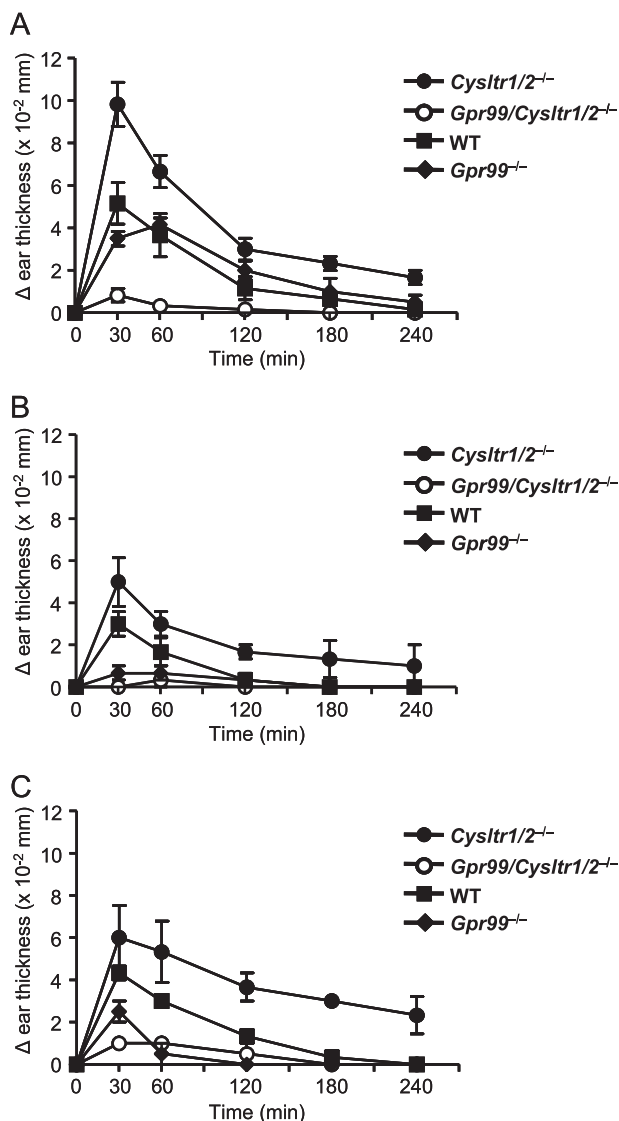 A
Δ ear thickness (x 10⁻² mm)
12
10
8
6
4
2
0
0 30 60 120 180 240
Time (min)
Cysltr1/2⁻/⁻
Gpr99/Cysltr1/2⁻/⁻
WT
Gpr99⁻/⁻
B
Δ ear thickness (x 10⁻² mm)
12
10
8
6
4
2
0
0 30 60 120 180 240
Time (min)
Cysltr1/2⁻/⁻
Gpr99/Cysltr1/2⁻/⁻
WT
Gpr99⁻/⁻
C
Δ ear thickness (x 10⁻² mm)
12
10
8
6
4
2
0
0 30 60 120 180 240
Time (min)
Cysltr1/2⁻/⁻
Gpr99/Cysltr1/2⁻/⁻
WT
Gpr99⁻/⁻